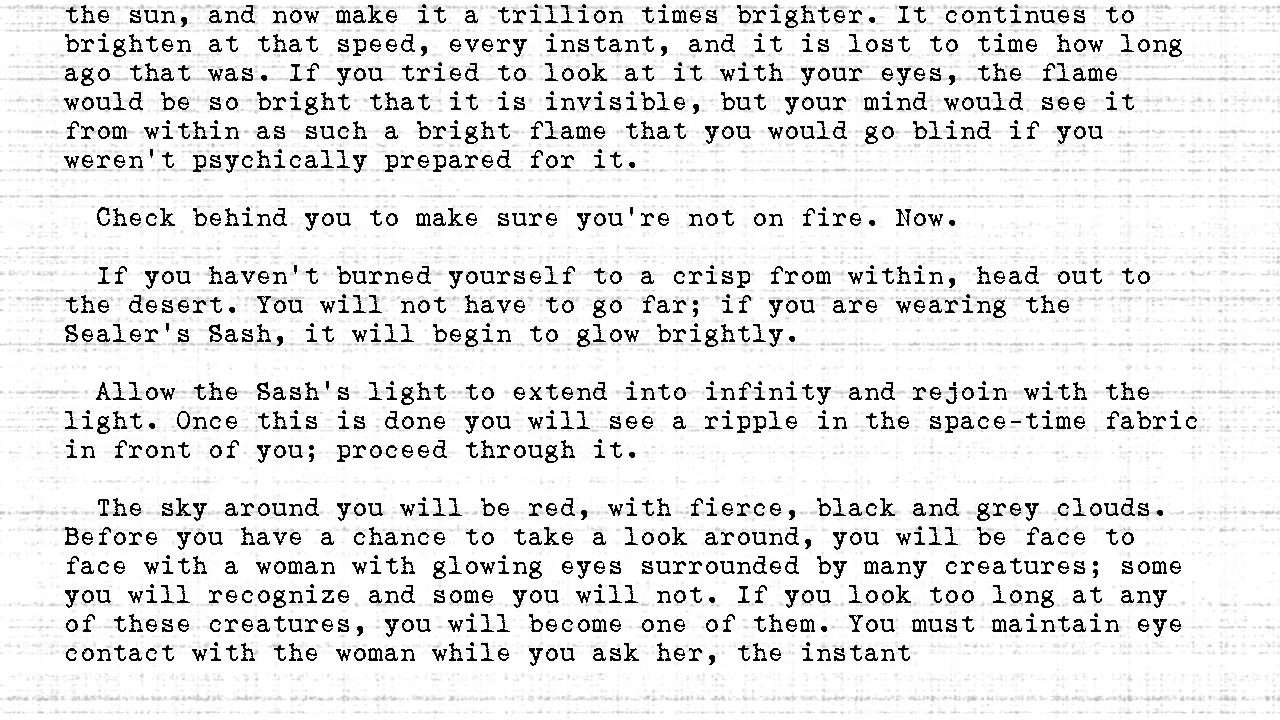 the sun, and now make it a trillion times brighter. It continues to
brighten at that speed, every instant, and it is lost to time how long
ago that was. If you tried to look at it with your eyes, the flame
would be so bright that it is invisible, but your mind would see it
from within as such a bright flame that you would go blind if you
weren't psychically prepared for it.
Check behind you to make sure you're not on fire. Now.
If you haven't burned yourself to a crisp from within, head out to
the desert. You will not have to go far; if you are wearing the
Sealer's Sash, it will begin to glow brightly.
Allow the Sash's light to extend into infinity and rejoin with the
light. Once this is done you will see a ripple in the space-time fabric
in front of you; proceed through it.
The sky around you will be red, with fierce, black and grey clouds.
Before you have a chance to take a look around, you will be face to
face with a woman with glowing eyes surrounded by many creatures; some
you will recognize and some you will not. If you look too long at any
of these creatures, you will become one of them. You must maintain eye
contact with the woman while you ask her, the instant